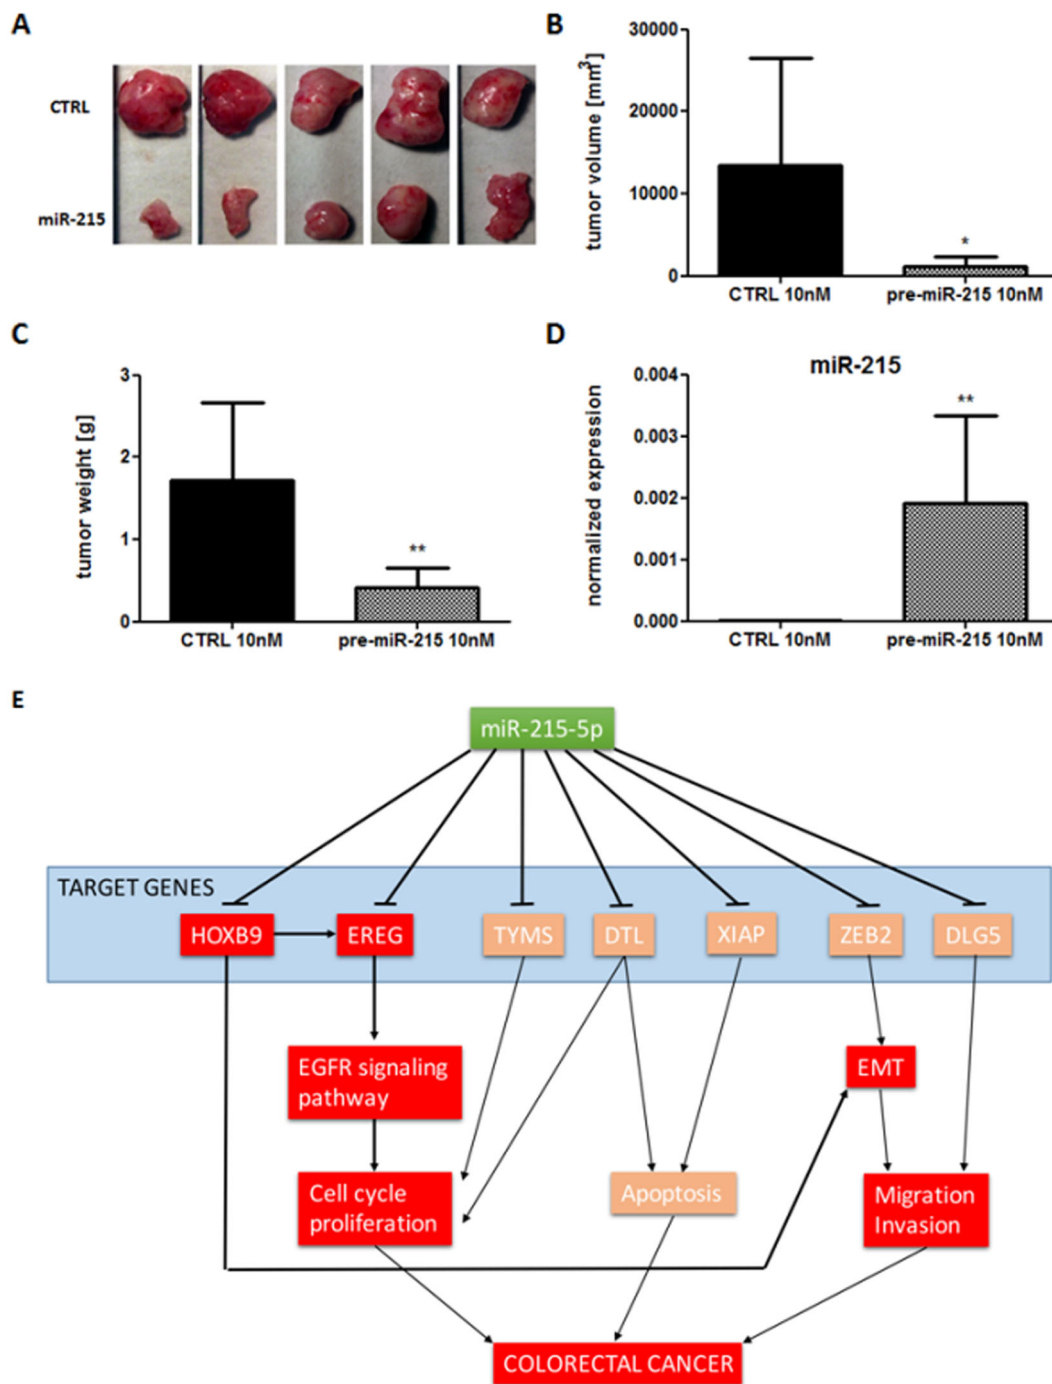 A
CTRL
miR-215
B
tumor volume [mm3]
30000
20000
10000
0
*
CTRL 10nM
pre-miR-215 10nM
C
tumor weight [g]
3
2
1
0
**
CTRL 10nM
pre-miR-215 10nM
D
miR-215
normalized expression
0.004
0.003
0.002
0.001
0.000
**
CTRL 10nM
pre-miR-215 10nM
E
miR-215-5p
TARGET GENES
HOXB9
EREG
TYMS
DTL
XIAP
ZEB2
DLG5
EGFR signaling
pathway
EMT
Cell cycle
proliferation
Apoptosis
Migration
Invasion
COLORECTAL CANCER